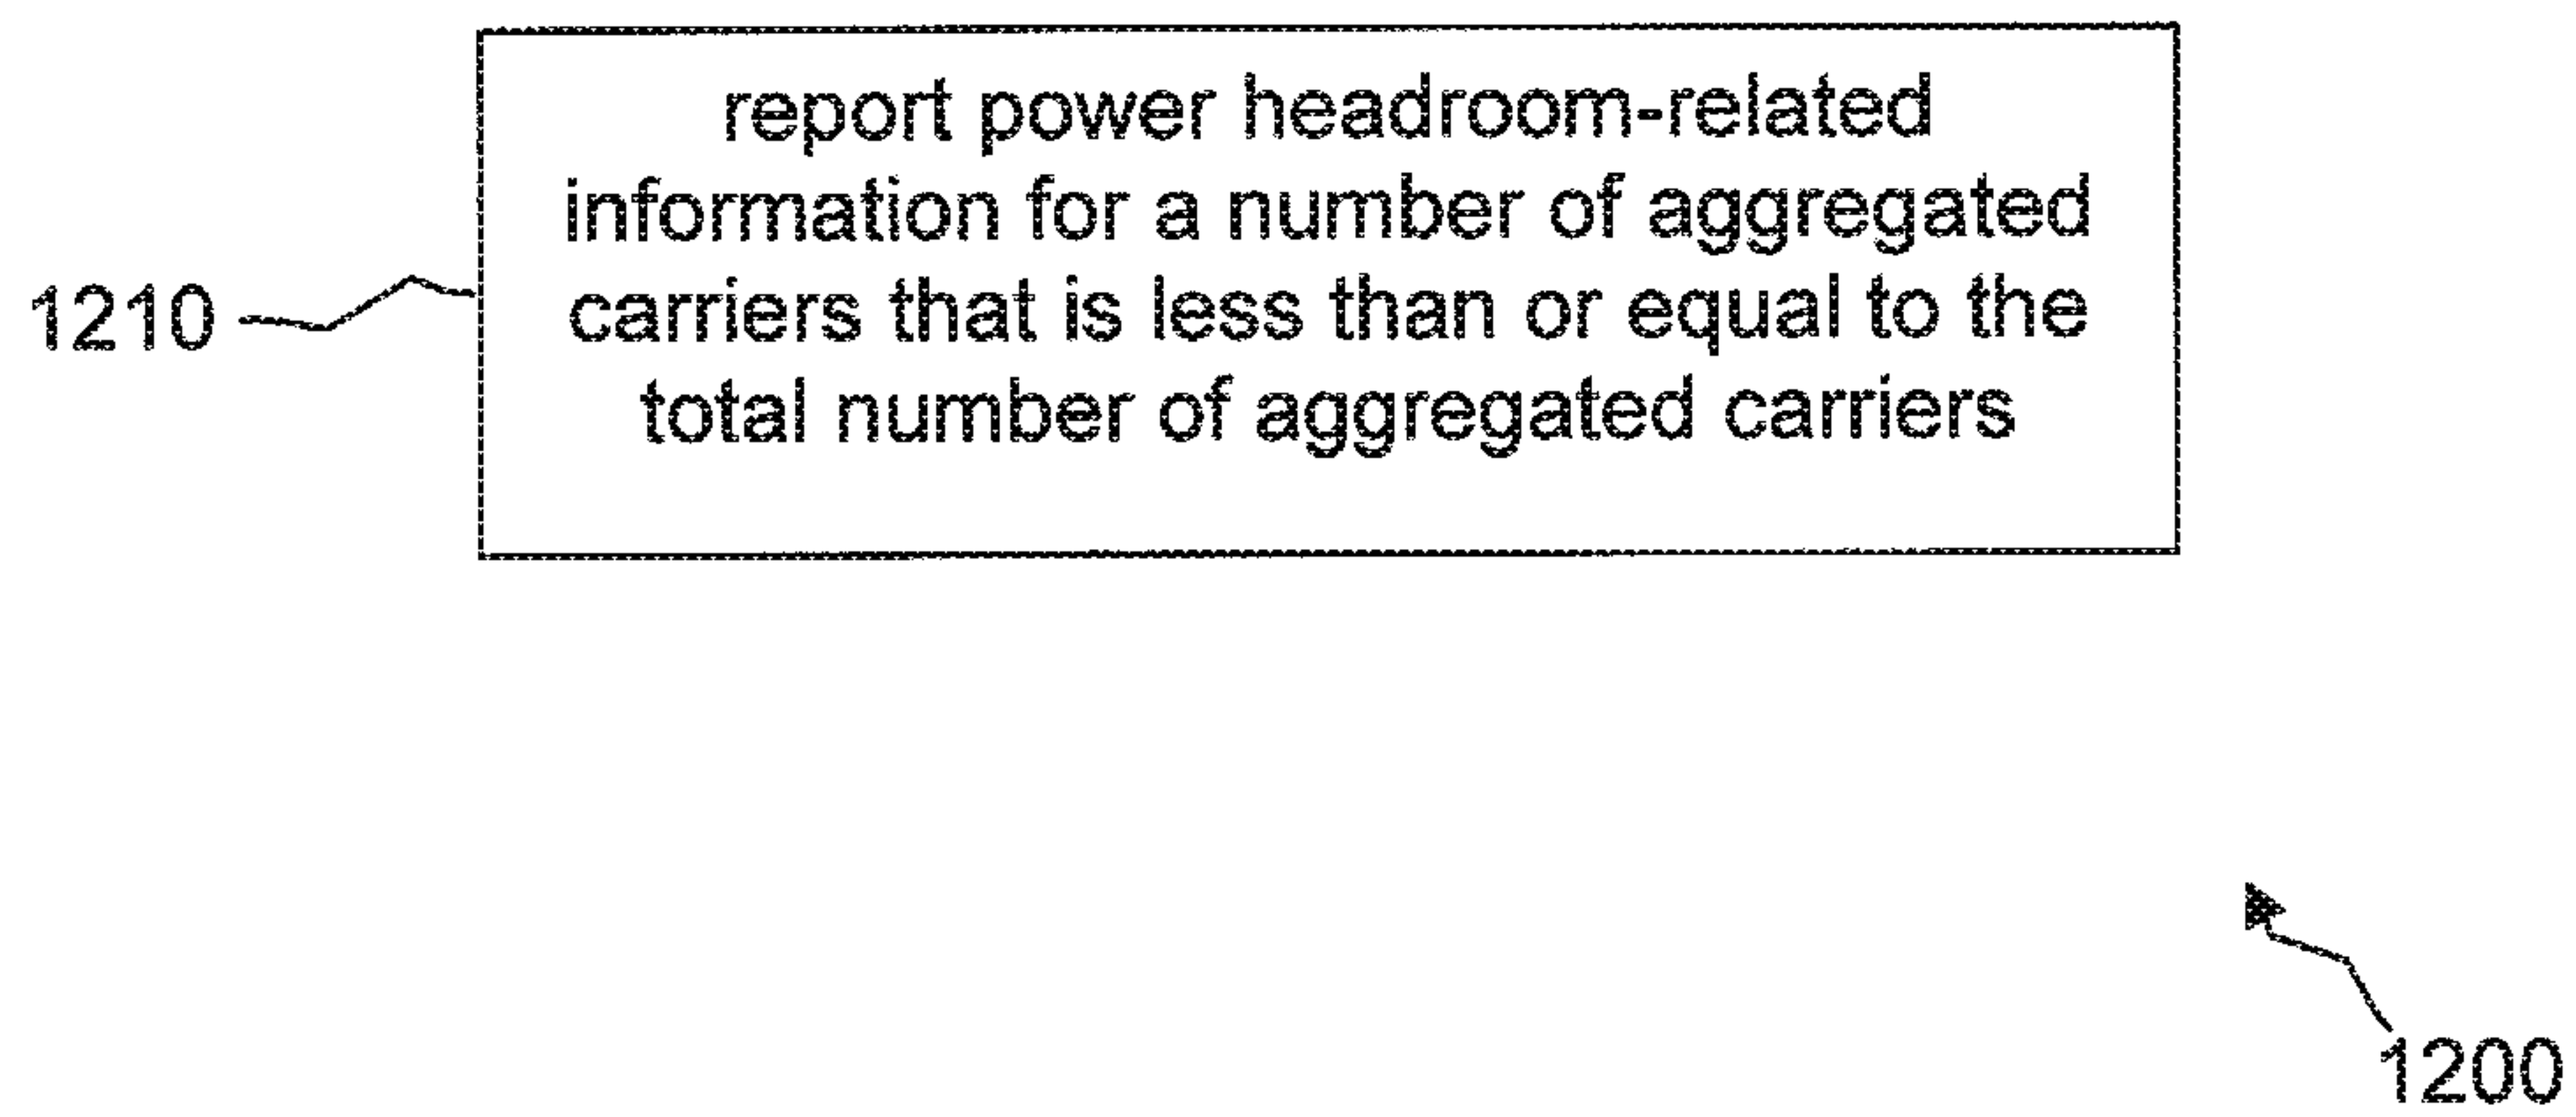 report power headroom-related
information for a number of aggregated
carriers that is less than or equal to the
total number of aggregated carriers
1210
1200